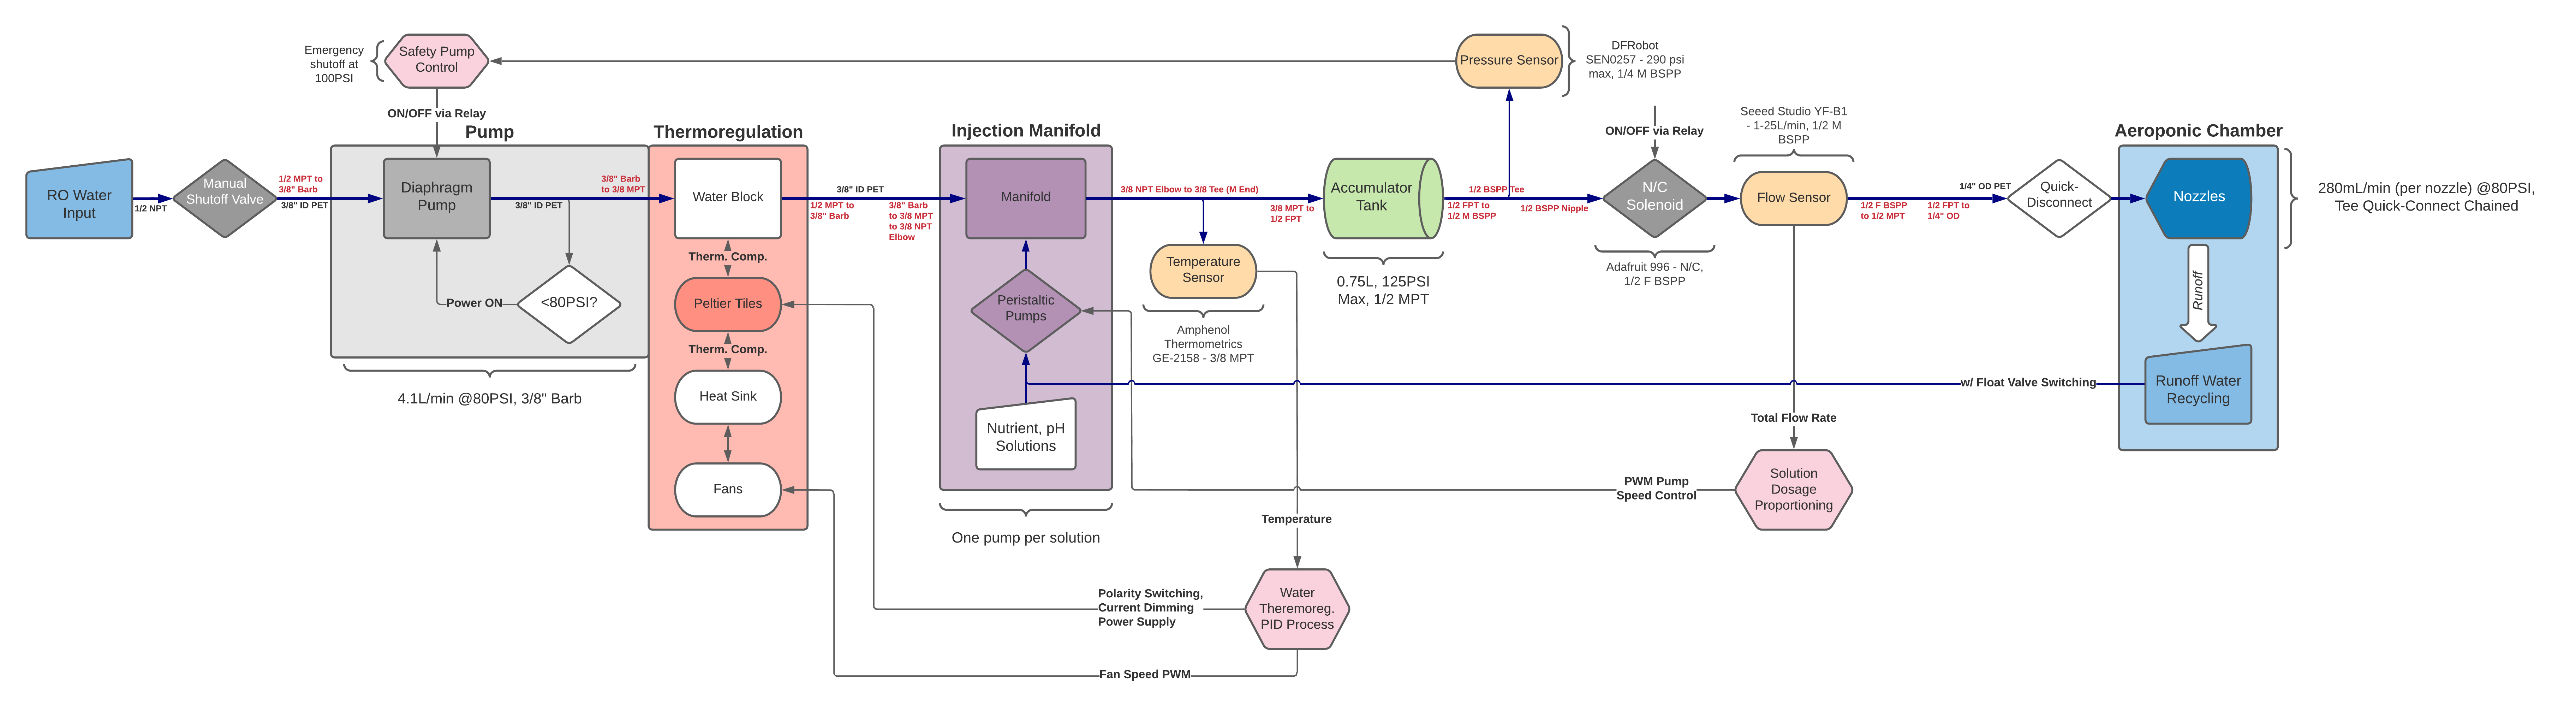 Emergency
shutoff at
100PSI
Safety Pump
Control
Pressure Sensor
DFRobot
SEN0257 - 290 psi
max, 1/4 M BSPP
ON/OFF via Relay
Pump
Thermoregulation
Injection Manifold
ON/OFF via Relay
Seeed Studio YF-B1
- 1-25L/min, 1/2 M
BSPP
Aeroponic Chamber
RO Water
Input
1/2 NPT
Manual
Shutoff Valve
1/2 MPT to
3/8" Barb
3/8" ID PET
Diaphragm
Pump
3/8" ID PET
3/8" Barb
to 3/8 MPT
Water Block
3/8" ID PET
1/2 MPT to
3/8" Barb
3/8" Barb
to 3/8 MPT
to 3/8 NPT
Elbow
Manifold
3/8 NPT Elbow to 3/8 Tee (M End)
3/8 MPT to
1/2 FPT
Accumulator
Tank
1/2 BSPP Tee
1/2 FPT to
1/2 M BSPP
1/2 BSPP Nipple
N/C
Solenoid
Flow Sensor
1/2 F BSPP
to 1/2 MPT
1/2 FPT to
1/4" OD
1/4" OD PET
Quick-
Disconnect
Nozzles
280mL/min (per nozzle) @80PSI,
Tee Quick-Connect Chained
Power ON
<80PSI?
4.1L/min @80PSI, 3/8" Barb
Therm. Comp.
Peltier Tiles
Therm. Comp.
Heat Sink
Fans
Peristaltic
Pumps
Nutrient, pH
Solutions
One pump per solution
Temperature
Sensor
Amphenol
Thermometrics
GE-2158 - 3/8 MPT
0.75L, 125PSI
Max, 1/2 MPT
Adafruit 996 - N/C,
1/2 F BSPP
Runoff
w/ Float Valve Switching
Runoff Water
Recycling
Total Flow Rate
PWM Pump
Speed Control
Solution
Dosage
Proportioning
Temperature
Polarity Switching,
Current Dimming
Power Supply
Water
Theremoreg.
PID Process
Fan Speed PWM